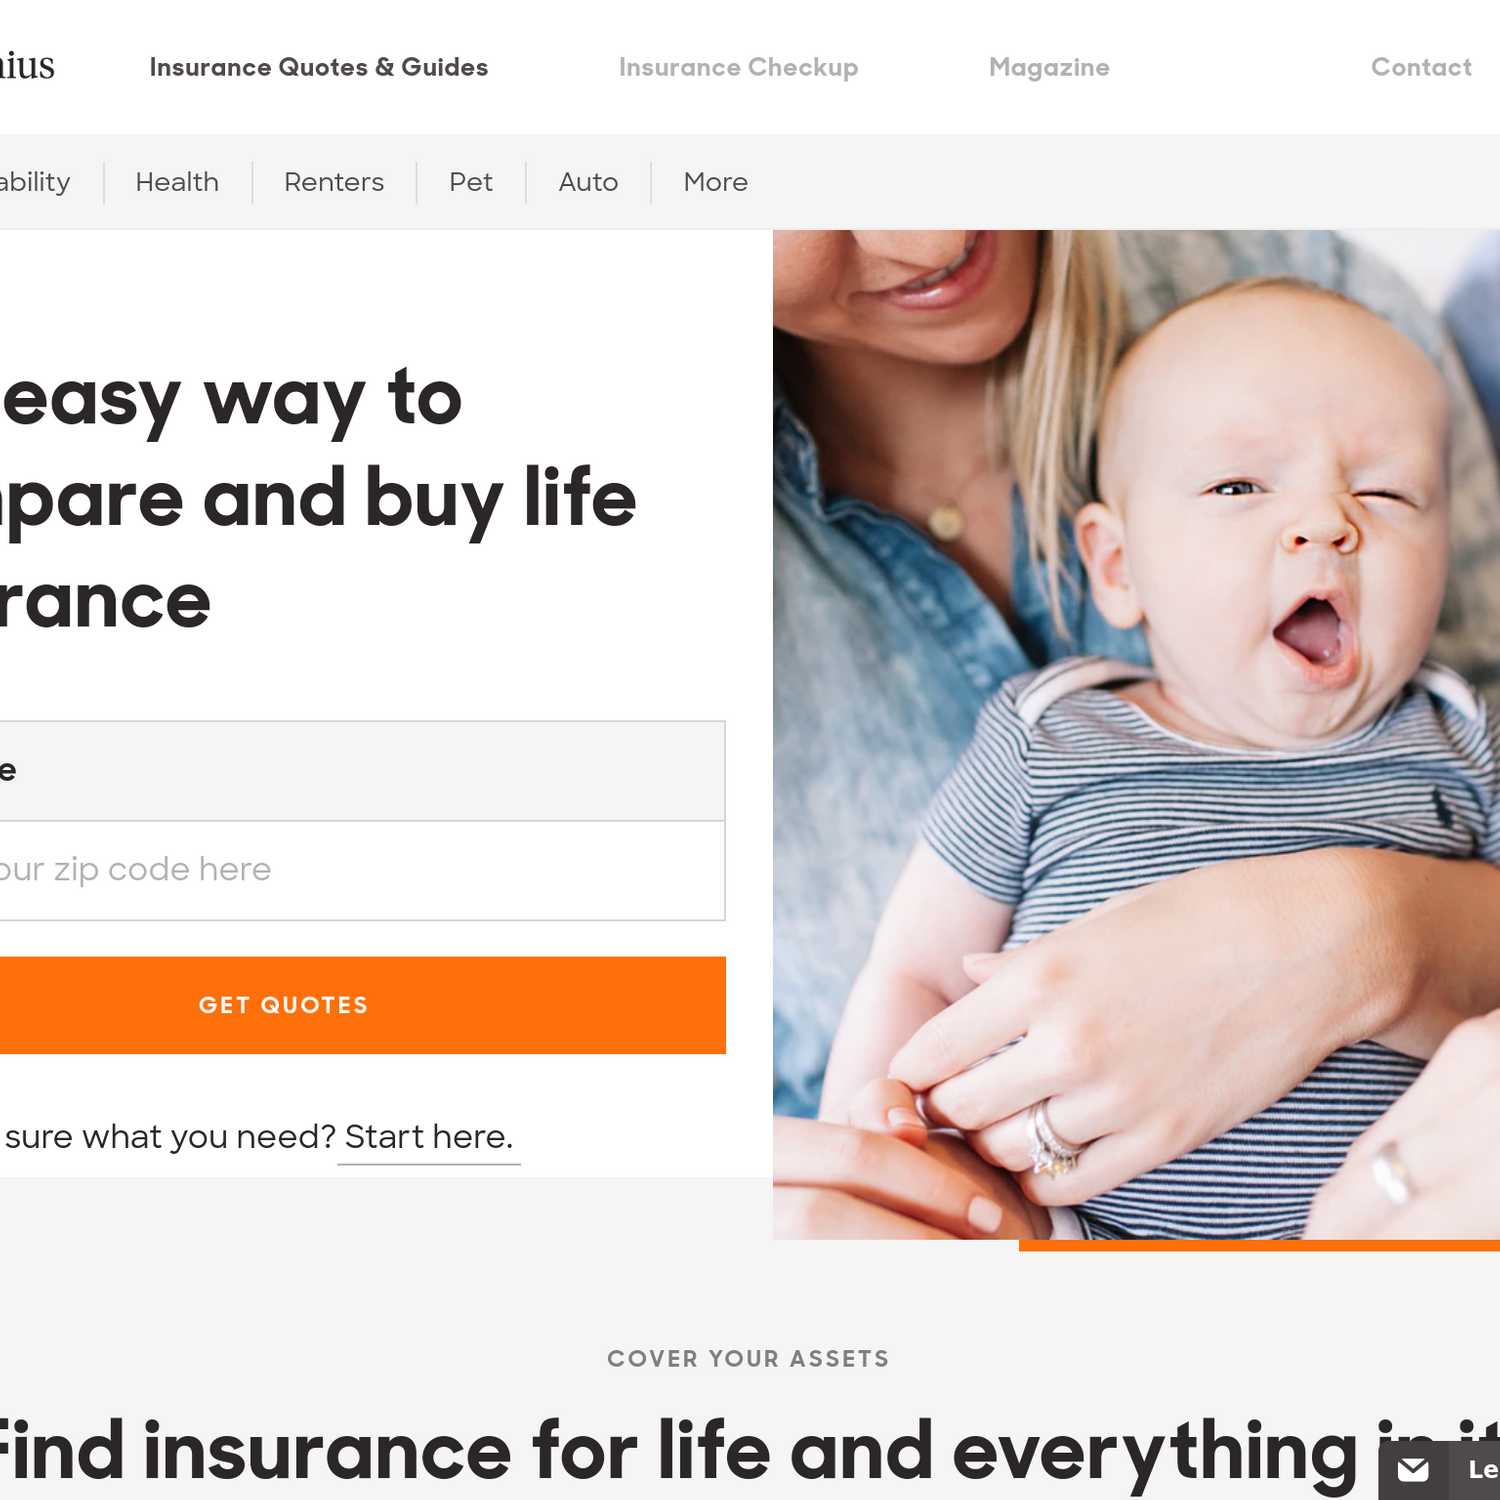 nius
Insurance Quotes & Guides
Insurance Checkup
Magazine
Contact
ability
Health
Renters
Pet
Auto
More
easy way to
pare and buy life
rance
e
our zip code here
GET QUOTES
sure what you need? Start here.
COVER YOUR ASSETS
Find insurance for life and everything in it
Le